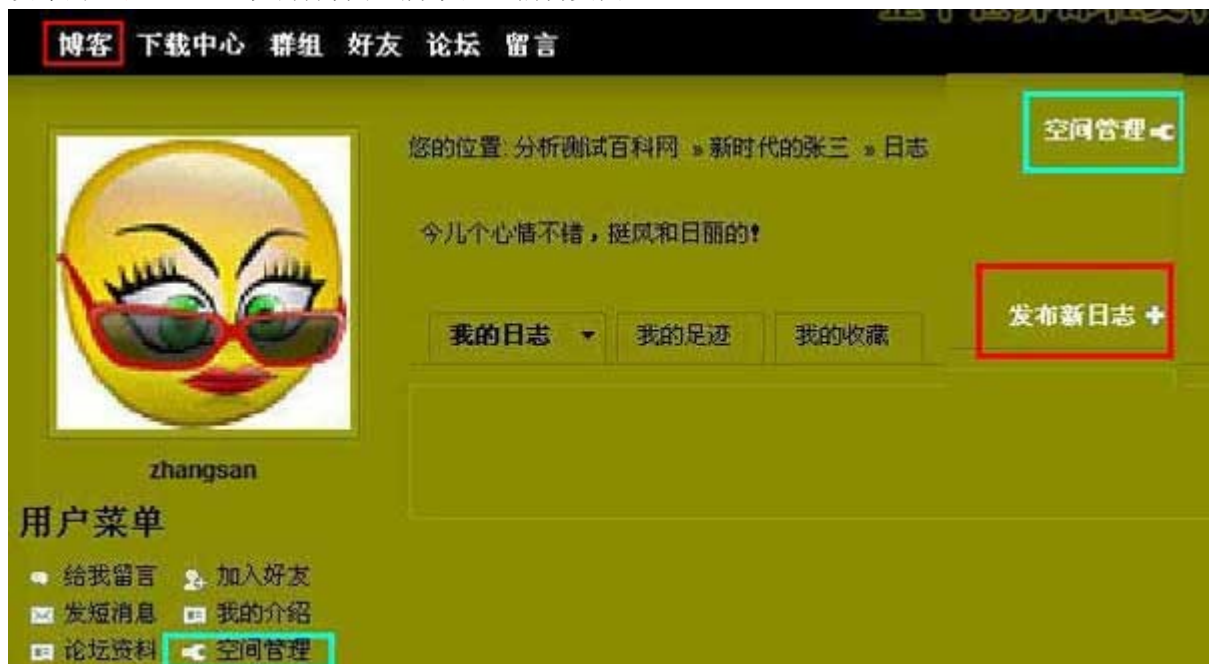 博客 下载中心 群组 好友 论坛 留言
空间管理
您的位置: 分析测试百科网 » 新时代的张三 » 日志
今儿个心情不错，挺风和日丽的!
发布新日志
我的日志 我的足迹 我的收藏
zhangsan
用户菜单
给我留言 加入好友
发短消息 我的介绍
论坛资料 空间管理